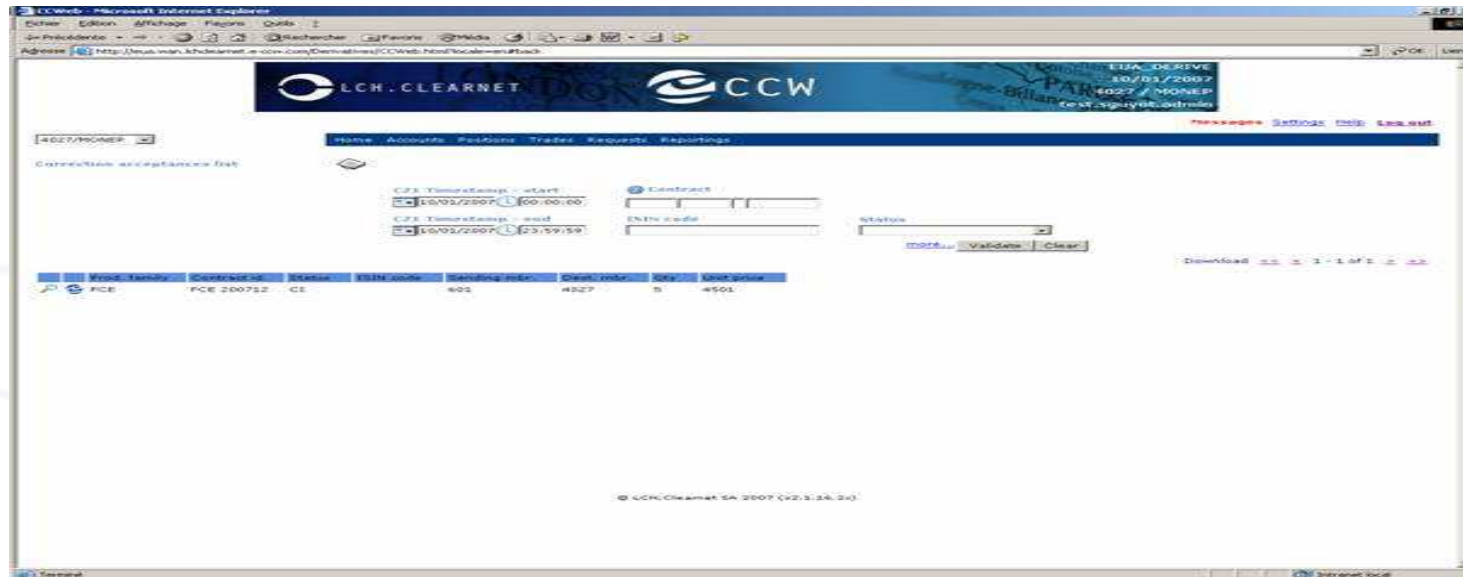 CCWeb - Microsoft Internet Explorer
Fichier Edition Affichage Favoris Outils ?
Précédente Rechercher Favoris Média
Adresse OK Liens
LCH.CLEARNET CCW
10/01/2007
4027 / MONEP
test.sguyot.admin
Messages Settings Help Log out
4027/MONEP
Home Accounts Positions Trades Requests Reportings
Correction acceptances list
CZ1 Timestamp - start Contract
10/01/2007 00:00:00
CZ1 Timestamp - end ISIN code Status
10/01/2007 23:59:59
more... Validate Clear
Download << < 1 - 1 of 1 > >>
Prod. family Contract id. Status ISIN code Sending mbr. Dest. mbr. Qty Unit price
FCE FCE 200712 CI 601 4027 5 4501
© LCH.Clearnet SA 2007
Terminé Intranet local